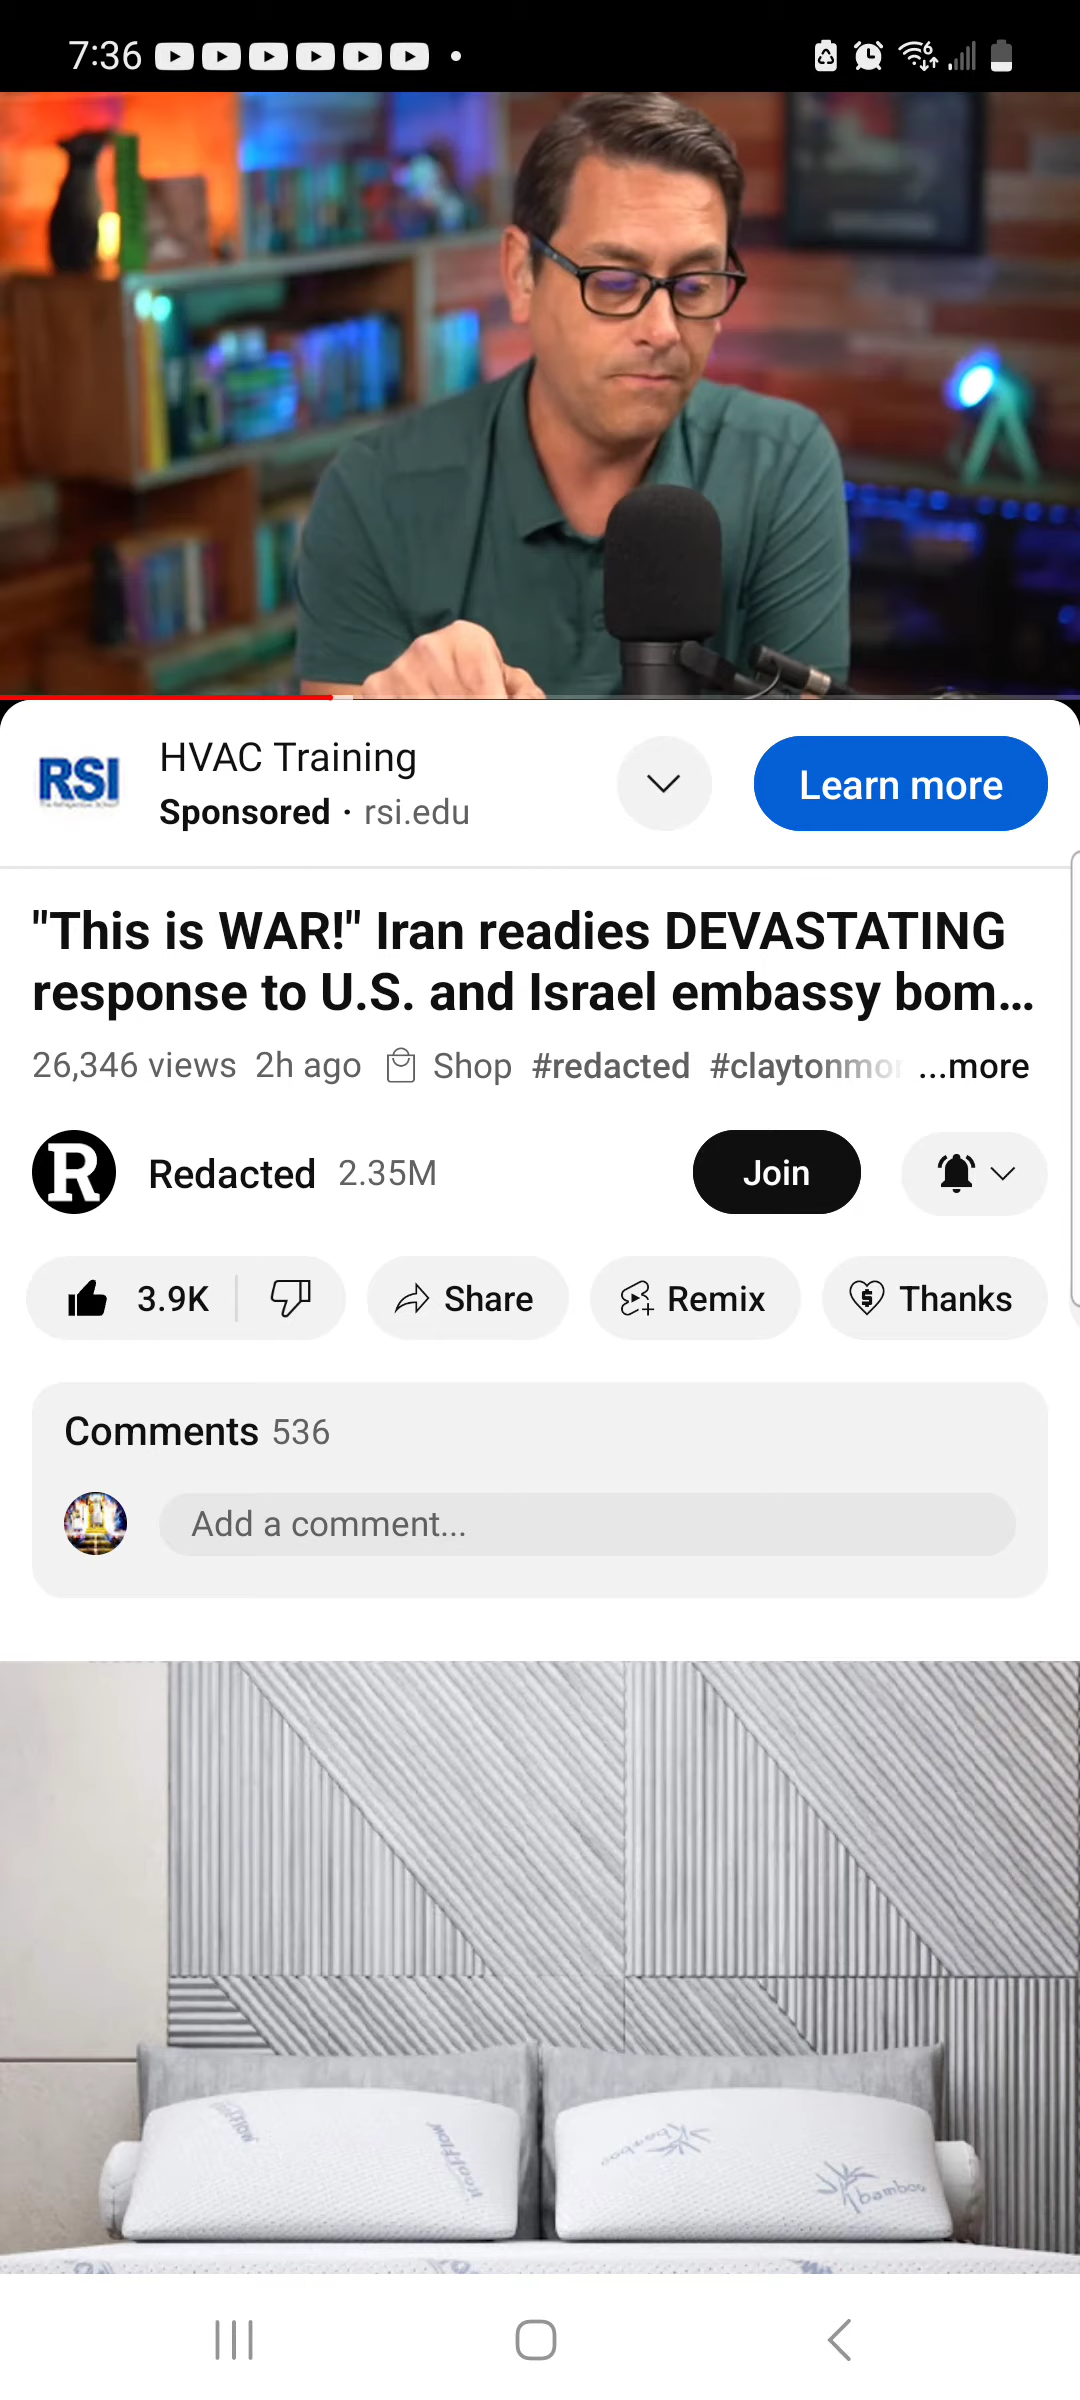 7:36
RSI
HVAC Training
Sponsored · rsi.edu
Learn more
"This is WAR!" Iran readies DEVASTATING
response to U.S. and Israel embassy bom...
26,346 views 2h ago Shop #redacted #claytonmor ...more
R Redacted 2.35M Join
3.9K Share Remix Thanks
Comments 536
Add a comment...
bamboo
bamboo